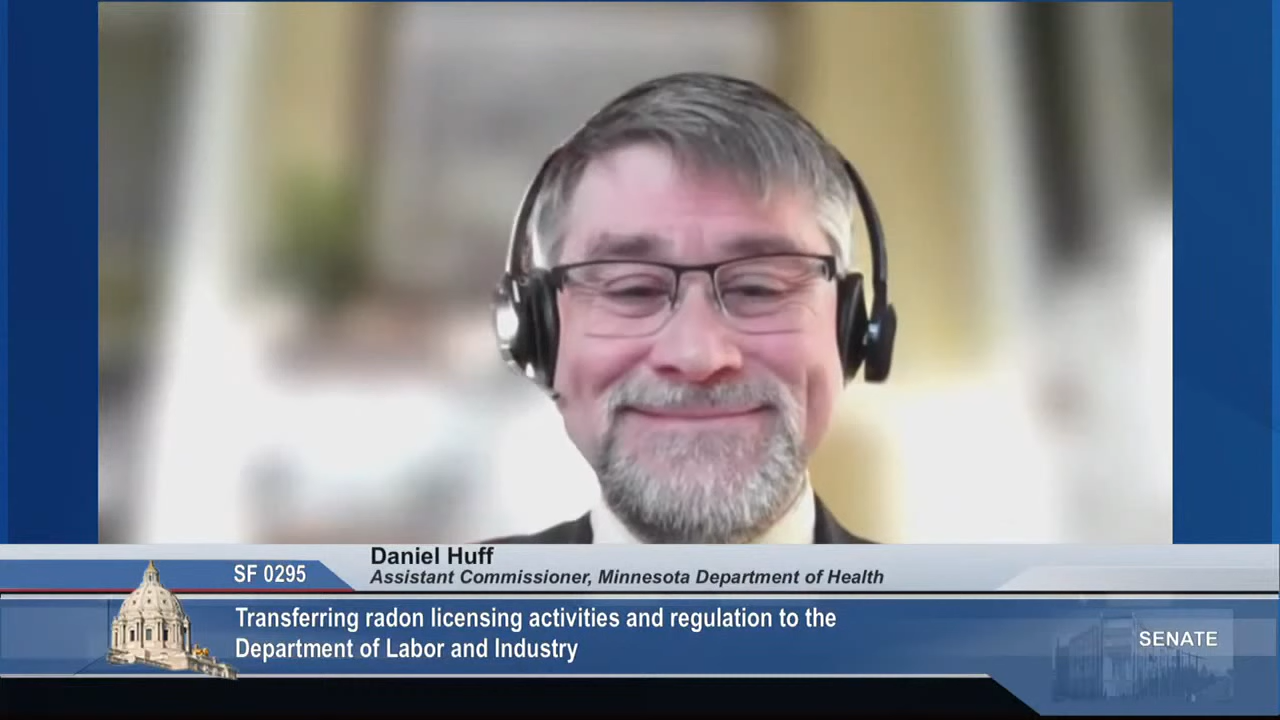 Daniel Huff
SF 0295
Assistant Commissioner, Minnesota Department of Health
Transferring radon licensing activities and regulation to the
Department of Labor and Industry
SENATE